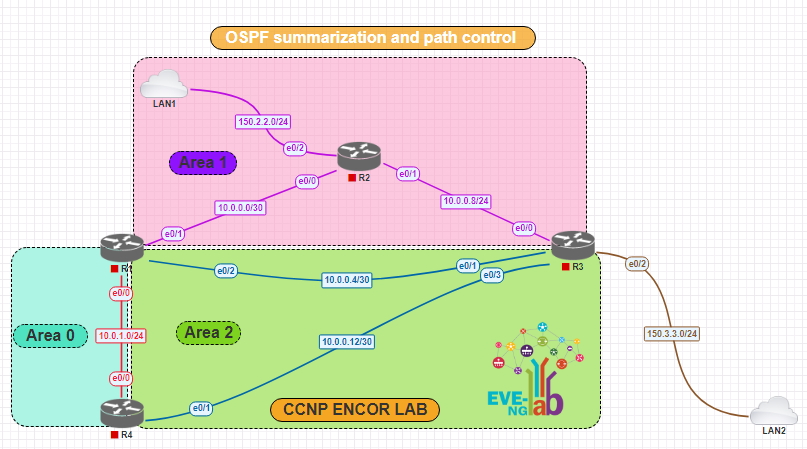 OSPF summarization and path control
LAN1
150.2.2.0/24
e0/2
Area 1
R2
e0/0
e0/1
10.0.0.0/30
10.0.0.8/24
e0/1
e0/0
R3
e0/2
e0/2
e0/1
e0/3
10.0.0.4/30
e0/0
Area 0
10.0.1.0/24
Area 2
10.0.0.12/30
150.3.3.0/24
e0/0
e0/1
R4
CCNP ENCOR LAB
EVE-
NG
lab
LAN2